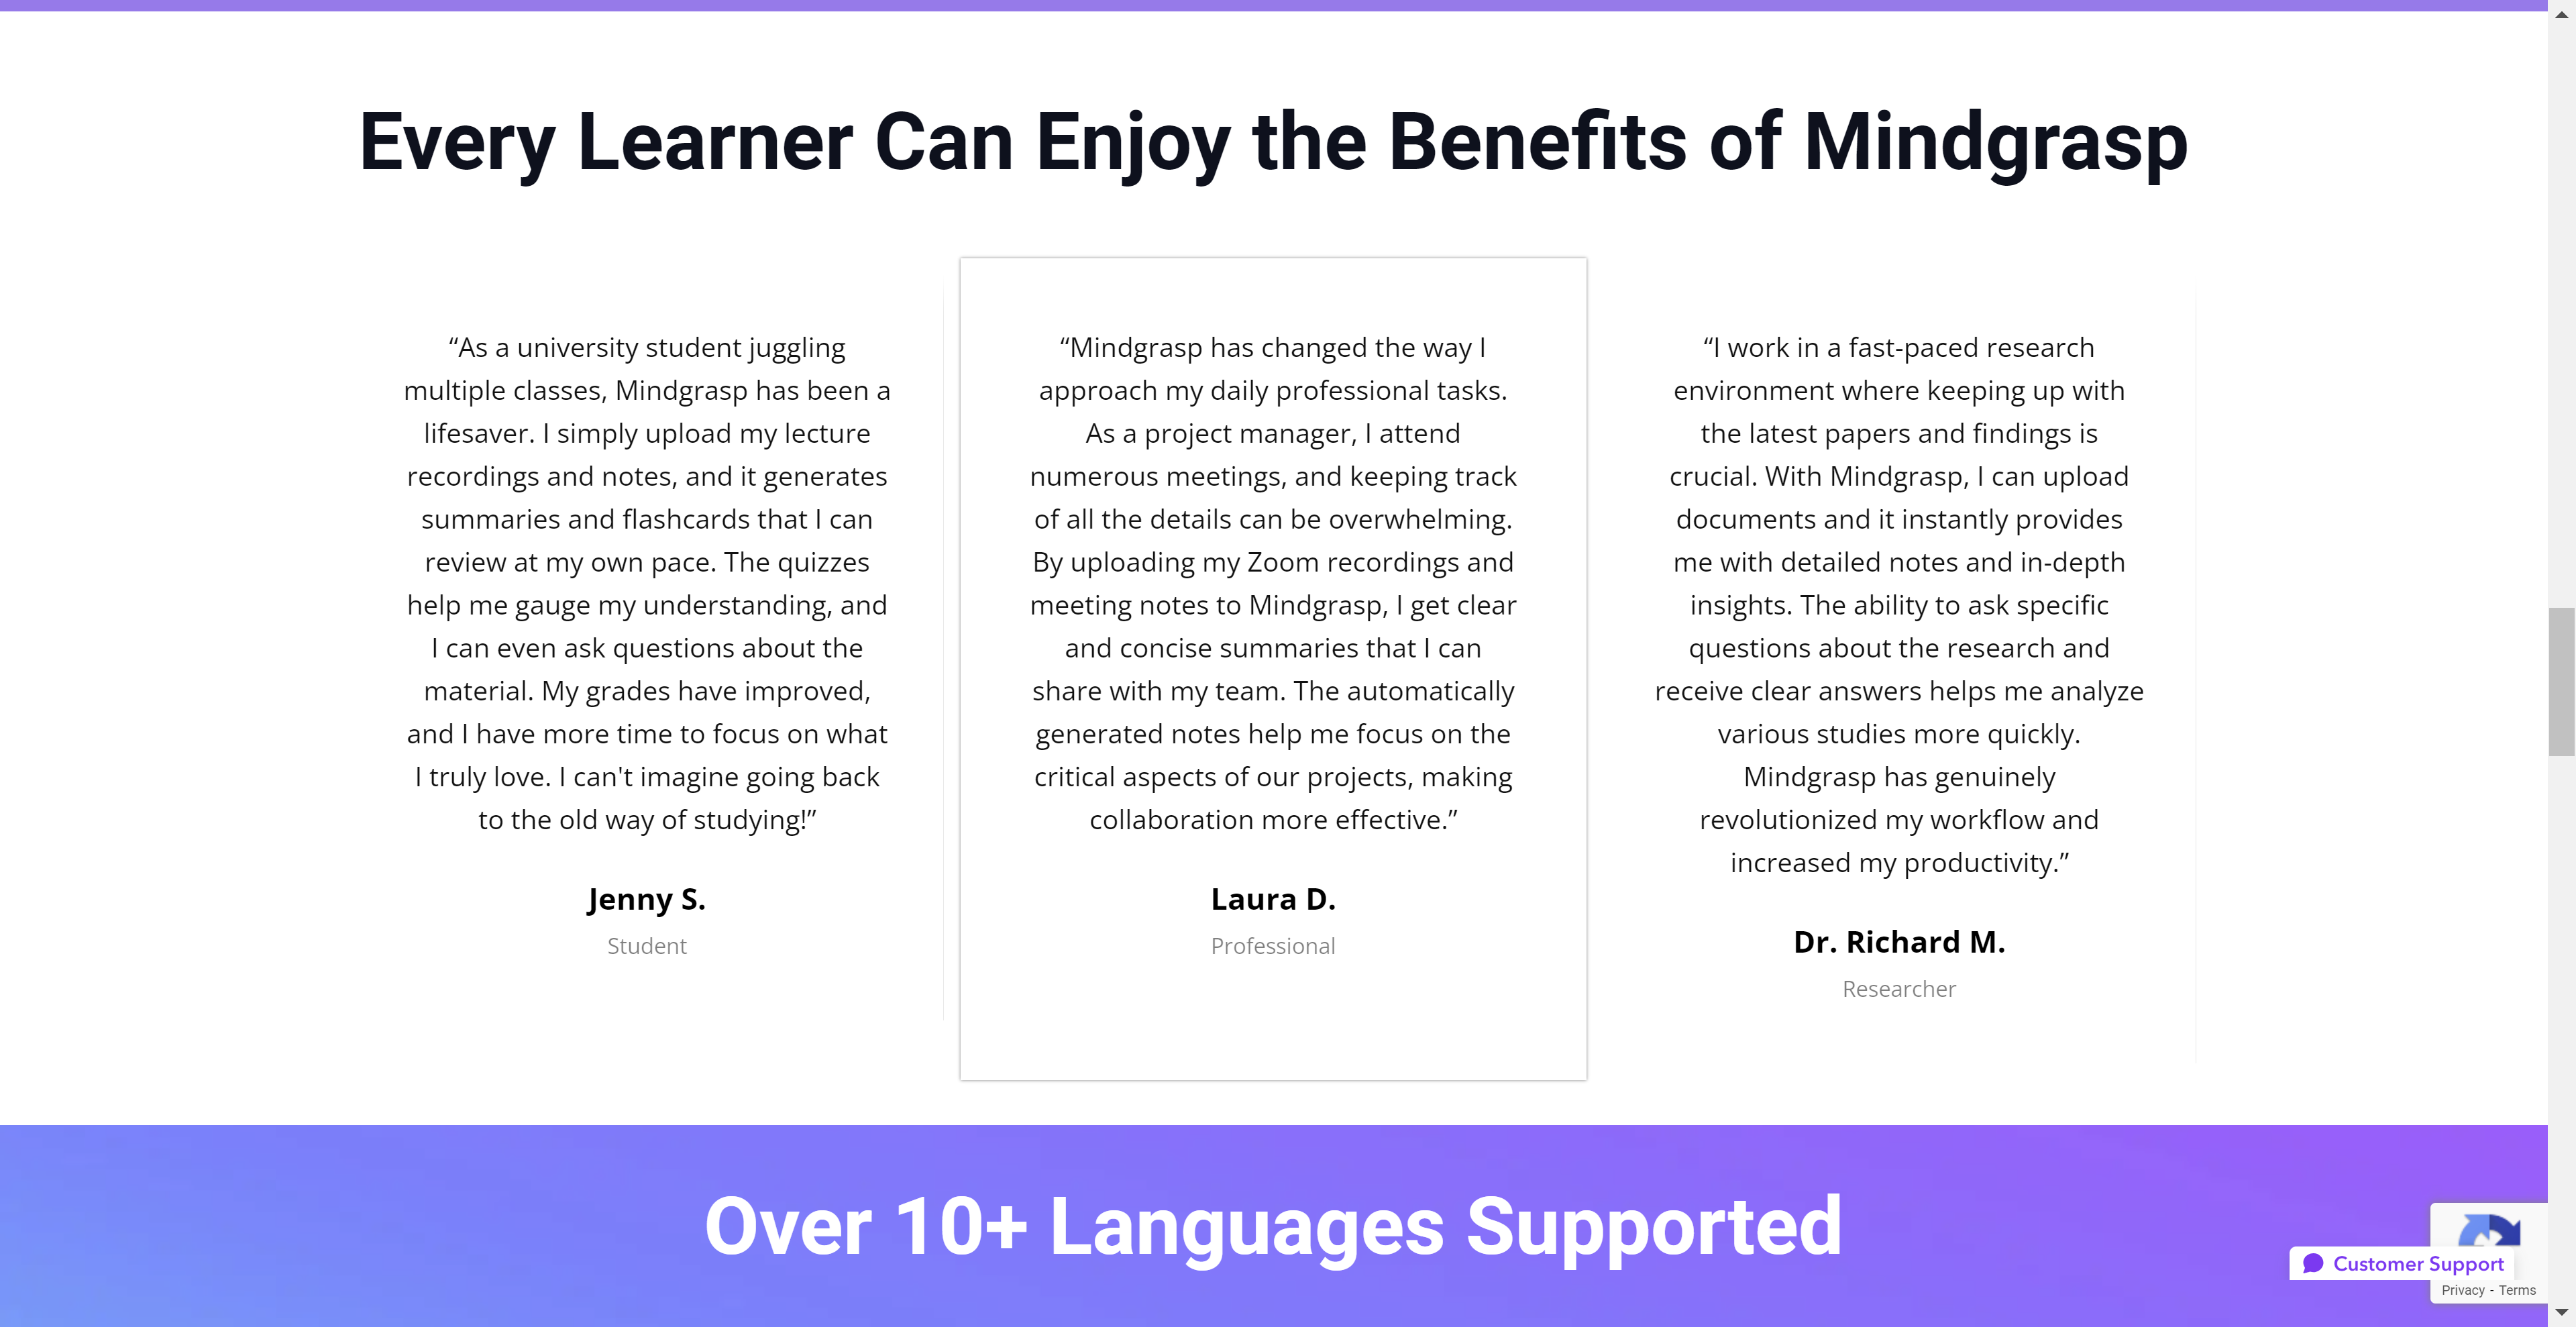 Every Learner Can Enjoy the Benefits of Mindgrasp
“As a university student juggling
multiple classes, Mindgrasp has been a
lifesaver. I simply upload my lecture
recordings and notes, and it generates
summaries and flashcards that I can
review at my own pace. The quizzes
help me gauge my understanding, and
I can even ask questions about the
material. My grades have improved,
and I have more time to focus on what
I truly love. I can't imagine going back
to the old way of studying!”
Jenny S.
Student
“Mindgrasp has changed the way I
approach my daily professional tasks.
As a project manager, I attend
numerous meetings, and keeping track
of all the details can be overwhelming.
By uploading my Zoom recordings and
meeting notes to Mindgrasp, I get clear
and concise summaries that I can
share with my team. The automatically
generated notes help me focus on the
critical aspects of our projects, making
collaboration more effective.”
Laura D.
Professional
“I work in a fast-paced research
environment where keeping up with
the latest papers and findings is
crucial. With Mindgrasp, I can upload
documents and it instantly provides
me with detailed notes and in-depth
insights. The ability to ask specific
questions about the research and
receive clear answers helps me analyze
various studies more quickly.
Mindgrasp has genuinely
revolutionized my workflow and
increased my productivity.”
Dr. Richard M.
Researcher
Over 10+ Languages Supported
Customer Support
Privacy - Terms